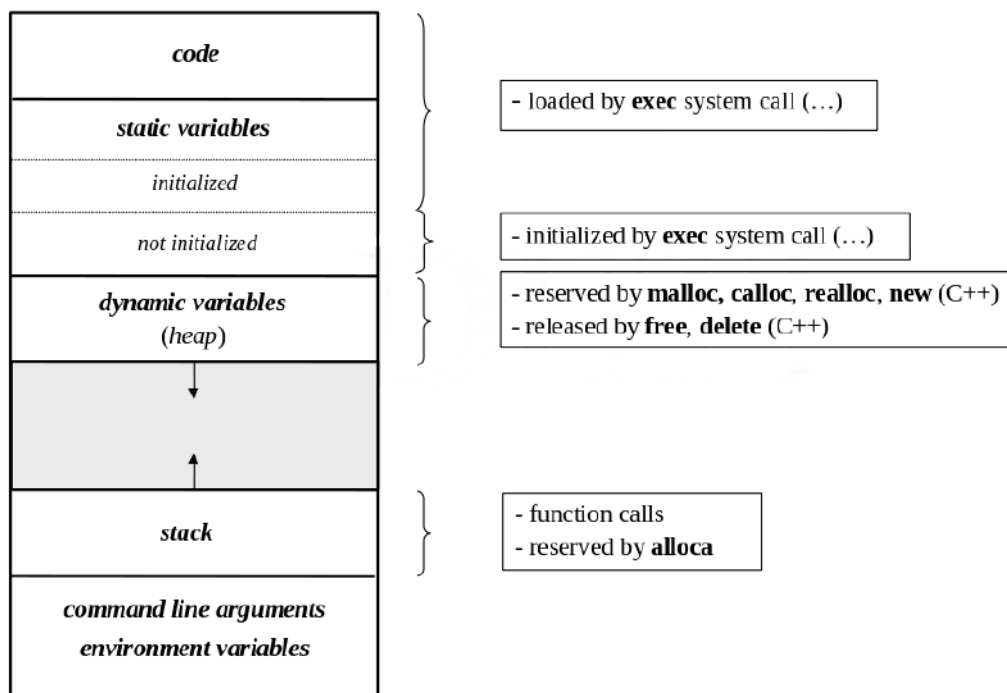 code
- loaded by exec system call (…)
static variables
initialized
not initialized
- initialized by exec system call (…)
dynamic variables
(heap)
- reserved by malloc, calloc, realloc, new (C++)
- released by free, delete (C++)
stack
- function calls
- reserved by alloca
command line arguments
environment variables